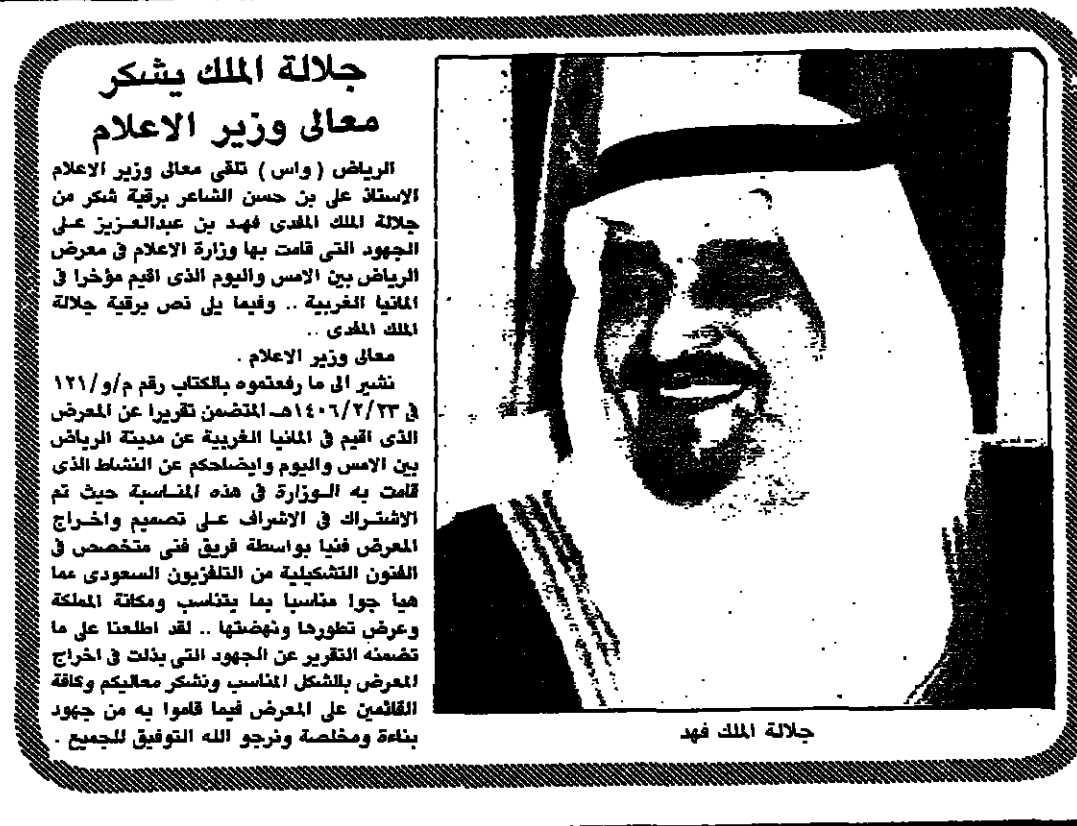 جلالة الملك يشكر
معالى وزير الاعلام
الرياض ( واس ) تلقى معالى وزير الاعلام
الاستاذ على بن حسن الشاعر برقية شكر من
جلالة الملك المفدى فهد بن عبدالعزيز على
الجهود التى قامت بها وزارة الاعلام فى معرض
الرياض بين الامس واليوم الذى اقيم مؤخرا فى
المانيا الغربية .. وفيما يلى نص برقية جلالة
الملك المفدى ..
معالى وزير الاعلام .
نشير الى ما رفعتموه بالكتاب رقم م/و/١٢١
فى ١٤٠٦/٢/٢٣هـ المتضمن تقريرا عن المعرض
الذى اقيم فى المانيا الغربية عن مدينة الرياض
بين الامس واليوم وايضاحكم عن النشاط الذى
قامت به الوزارة فى هذه المناسبة حيث تم
الاشتراك فى الاشراف على تصميم واخراج
المعرض فنيا بواسطة فريق فنى متخصص فى
الفنون التشكيلية من التلفزيون السعودى مما
هيا جوا مناسبا بما يتناسب ومكانة المملكة
وعرض تطورها ونهضتها .. لقد اطلعنا على ما
تضمنه التقرير عن الجهود التى بذلت فى اخراج
المعرض بالشكل المناسب ونشكر معاليكم وكافة
القائمين على المعرض فيما قاموا به من جهود
بناءة ومخلصة ونرجو الله التوفيق للجميع .
جلالة الملك فهد